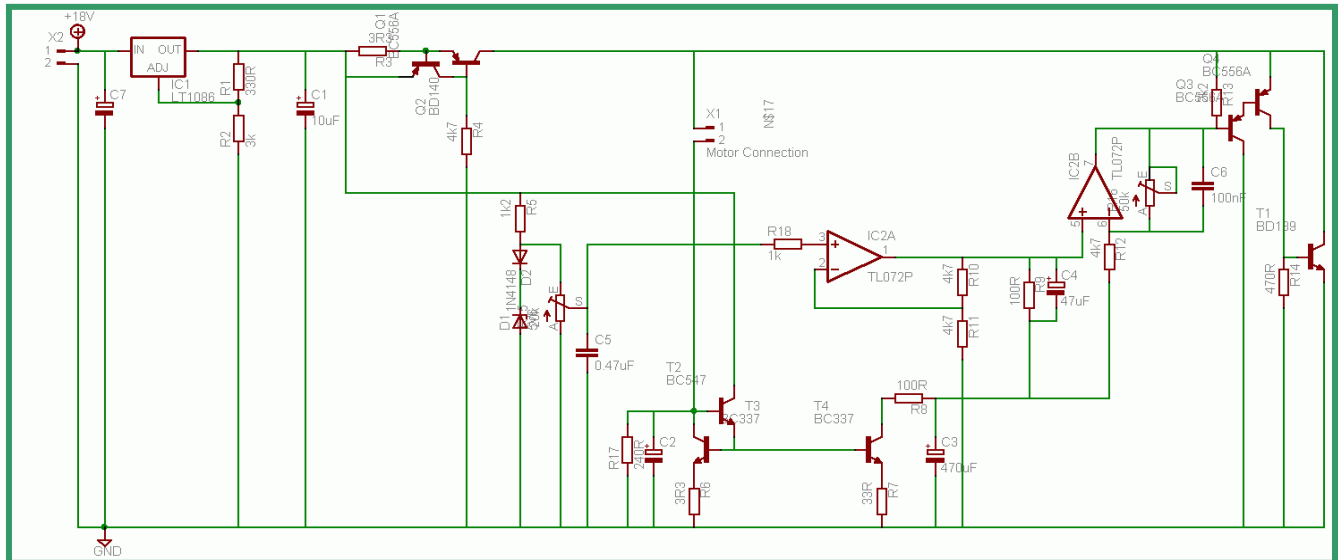 +18V
X2
1
2
IN
OUT
ADJ
IC1
LT1086
C7
R1
330R
R2
3k
C1
10uF
Q1
BC556A
3R3
R3
Q2
BD140
4k7
R4
X1
1
2
Motor Connection
N$17
1k2
R5
1N4148
D2
D1
E
S
A
C5
0.47uF
R18
1k
3
2
1
IC2A
TL072P
4k7
R10
4k7
R11
100R
R9
C4
47uF
IC2B
TL072P
7
5
6
4k7
R12
50k
E
S
A
C6
100nF
Q4
BC556A
Q3
BC556A
R13
T1
BD139
470R
R14
T2
BC547
T3
BC337
T4
BC337
100R
R8
C3
470uF
R17
240R
C2
3R3
R6
33R
R7
GND